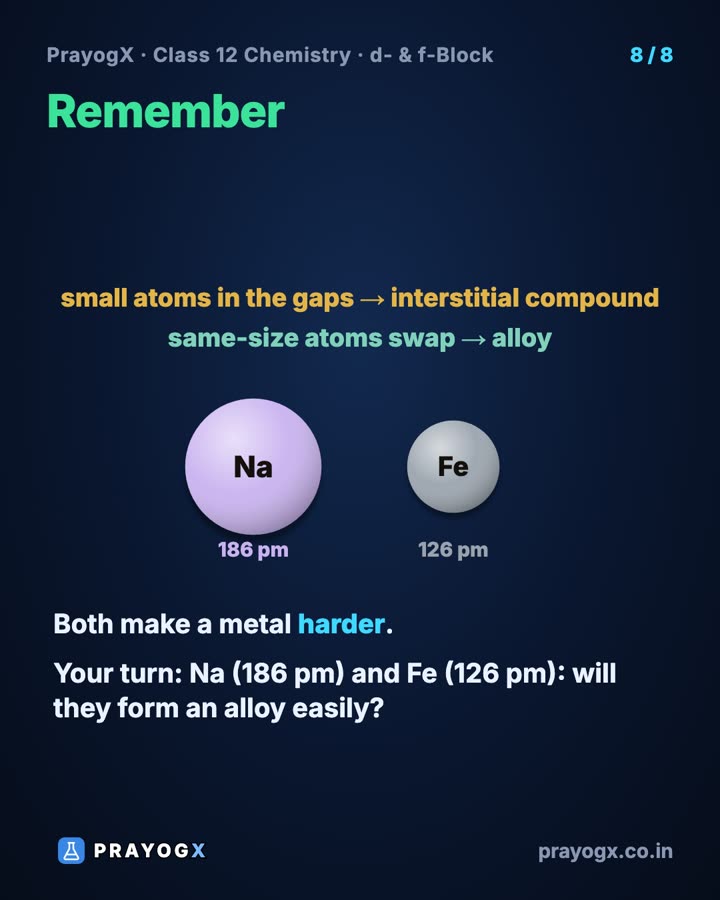 PrayogX · Class 12 Chemistry · d- & f-Block 8 / 8
Remember
small atoms in the gaps → interstitial compound
same-size atoms swap → alloy
Na Fe
186 pm 126 pm
Both make a metal harder.
Your turn: Na (186 pm) and Fe (126 pm): will
they form an alloy easily?
PRAYOGX prayogx.co.in